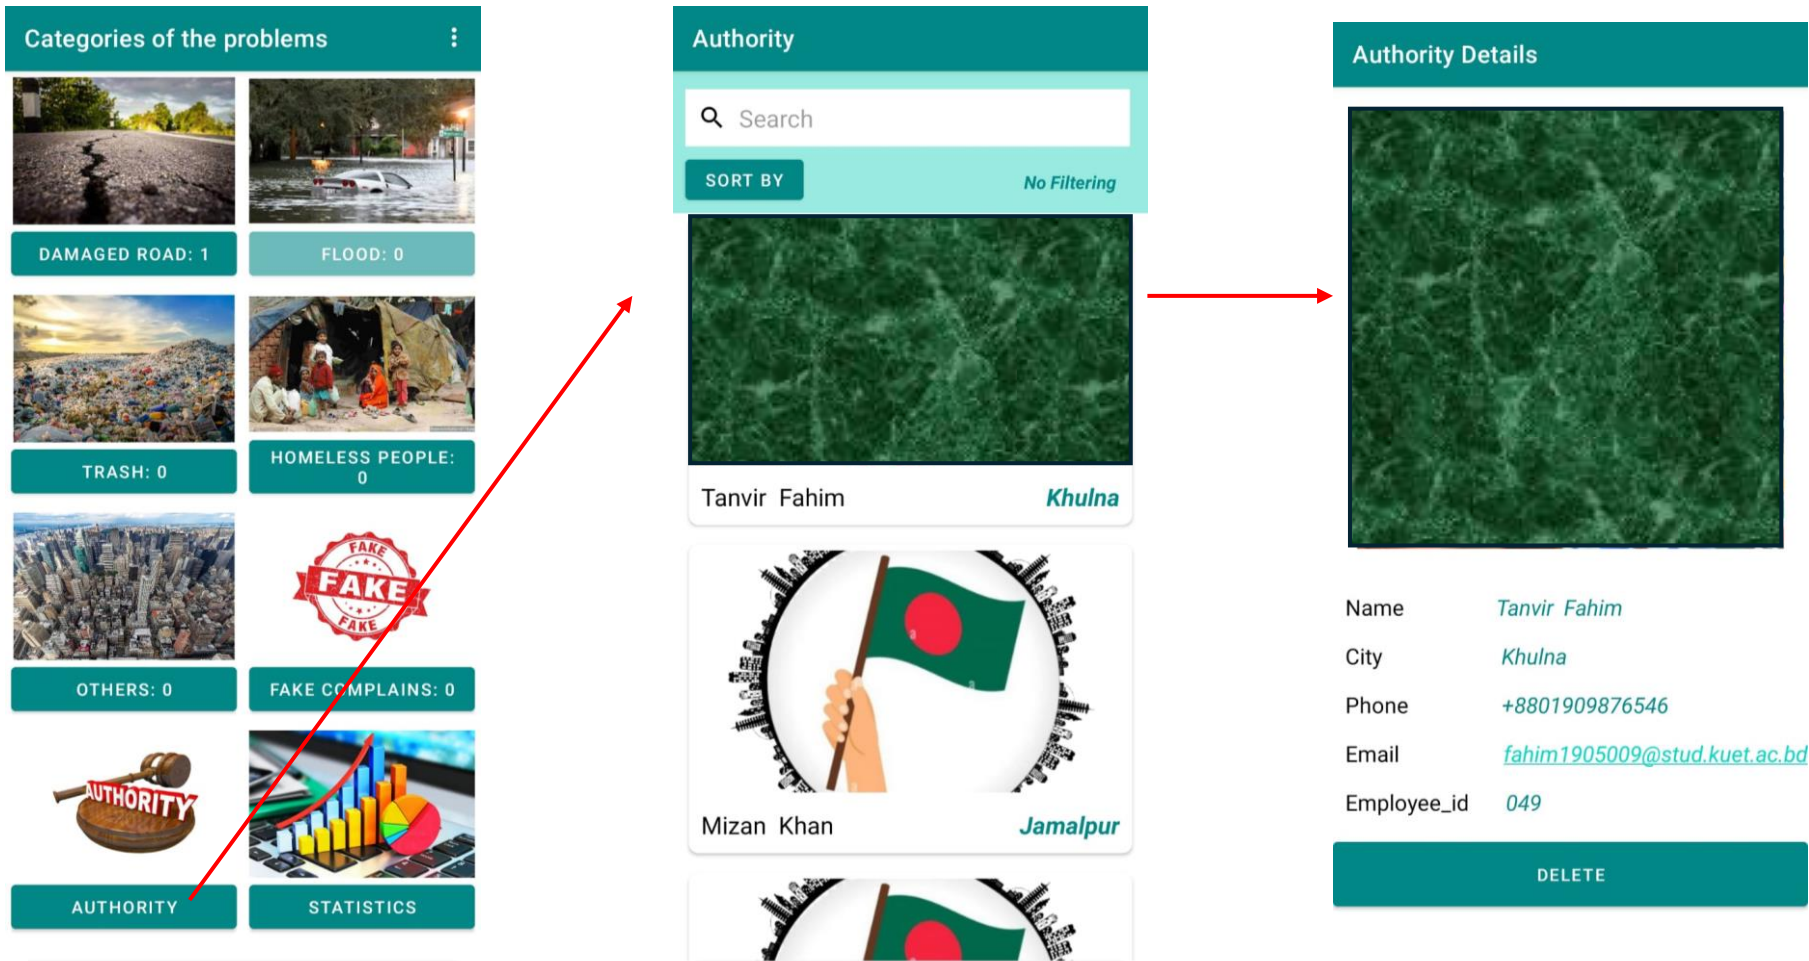 Categories of the problems
DAMAGED ROAD: 1
FLOOD: 0
TRASH: 0
HOMELESS PEOPLE:
0
FAKE
FAKE
FAKE
OTHERS: 0
FAKE COMPLAINS: 0
AUTHORITY
AUTHORITY
STATISTICS
Authority
Search
SORT BY
No Filtering
Tanvir Fahim
Khulna
Mizan Khan
Jamalpur
Authority Details
Name
Tanvir Fahim
City
Khulna
Phone
+8801909876546
Email
fahim1905009@stud.kuet.ac.bd
Employee_id
049
DELETE